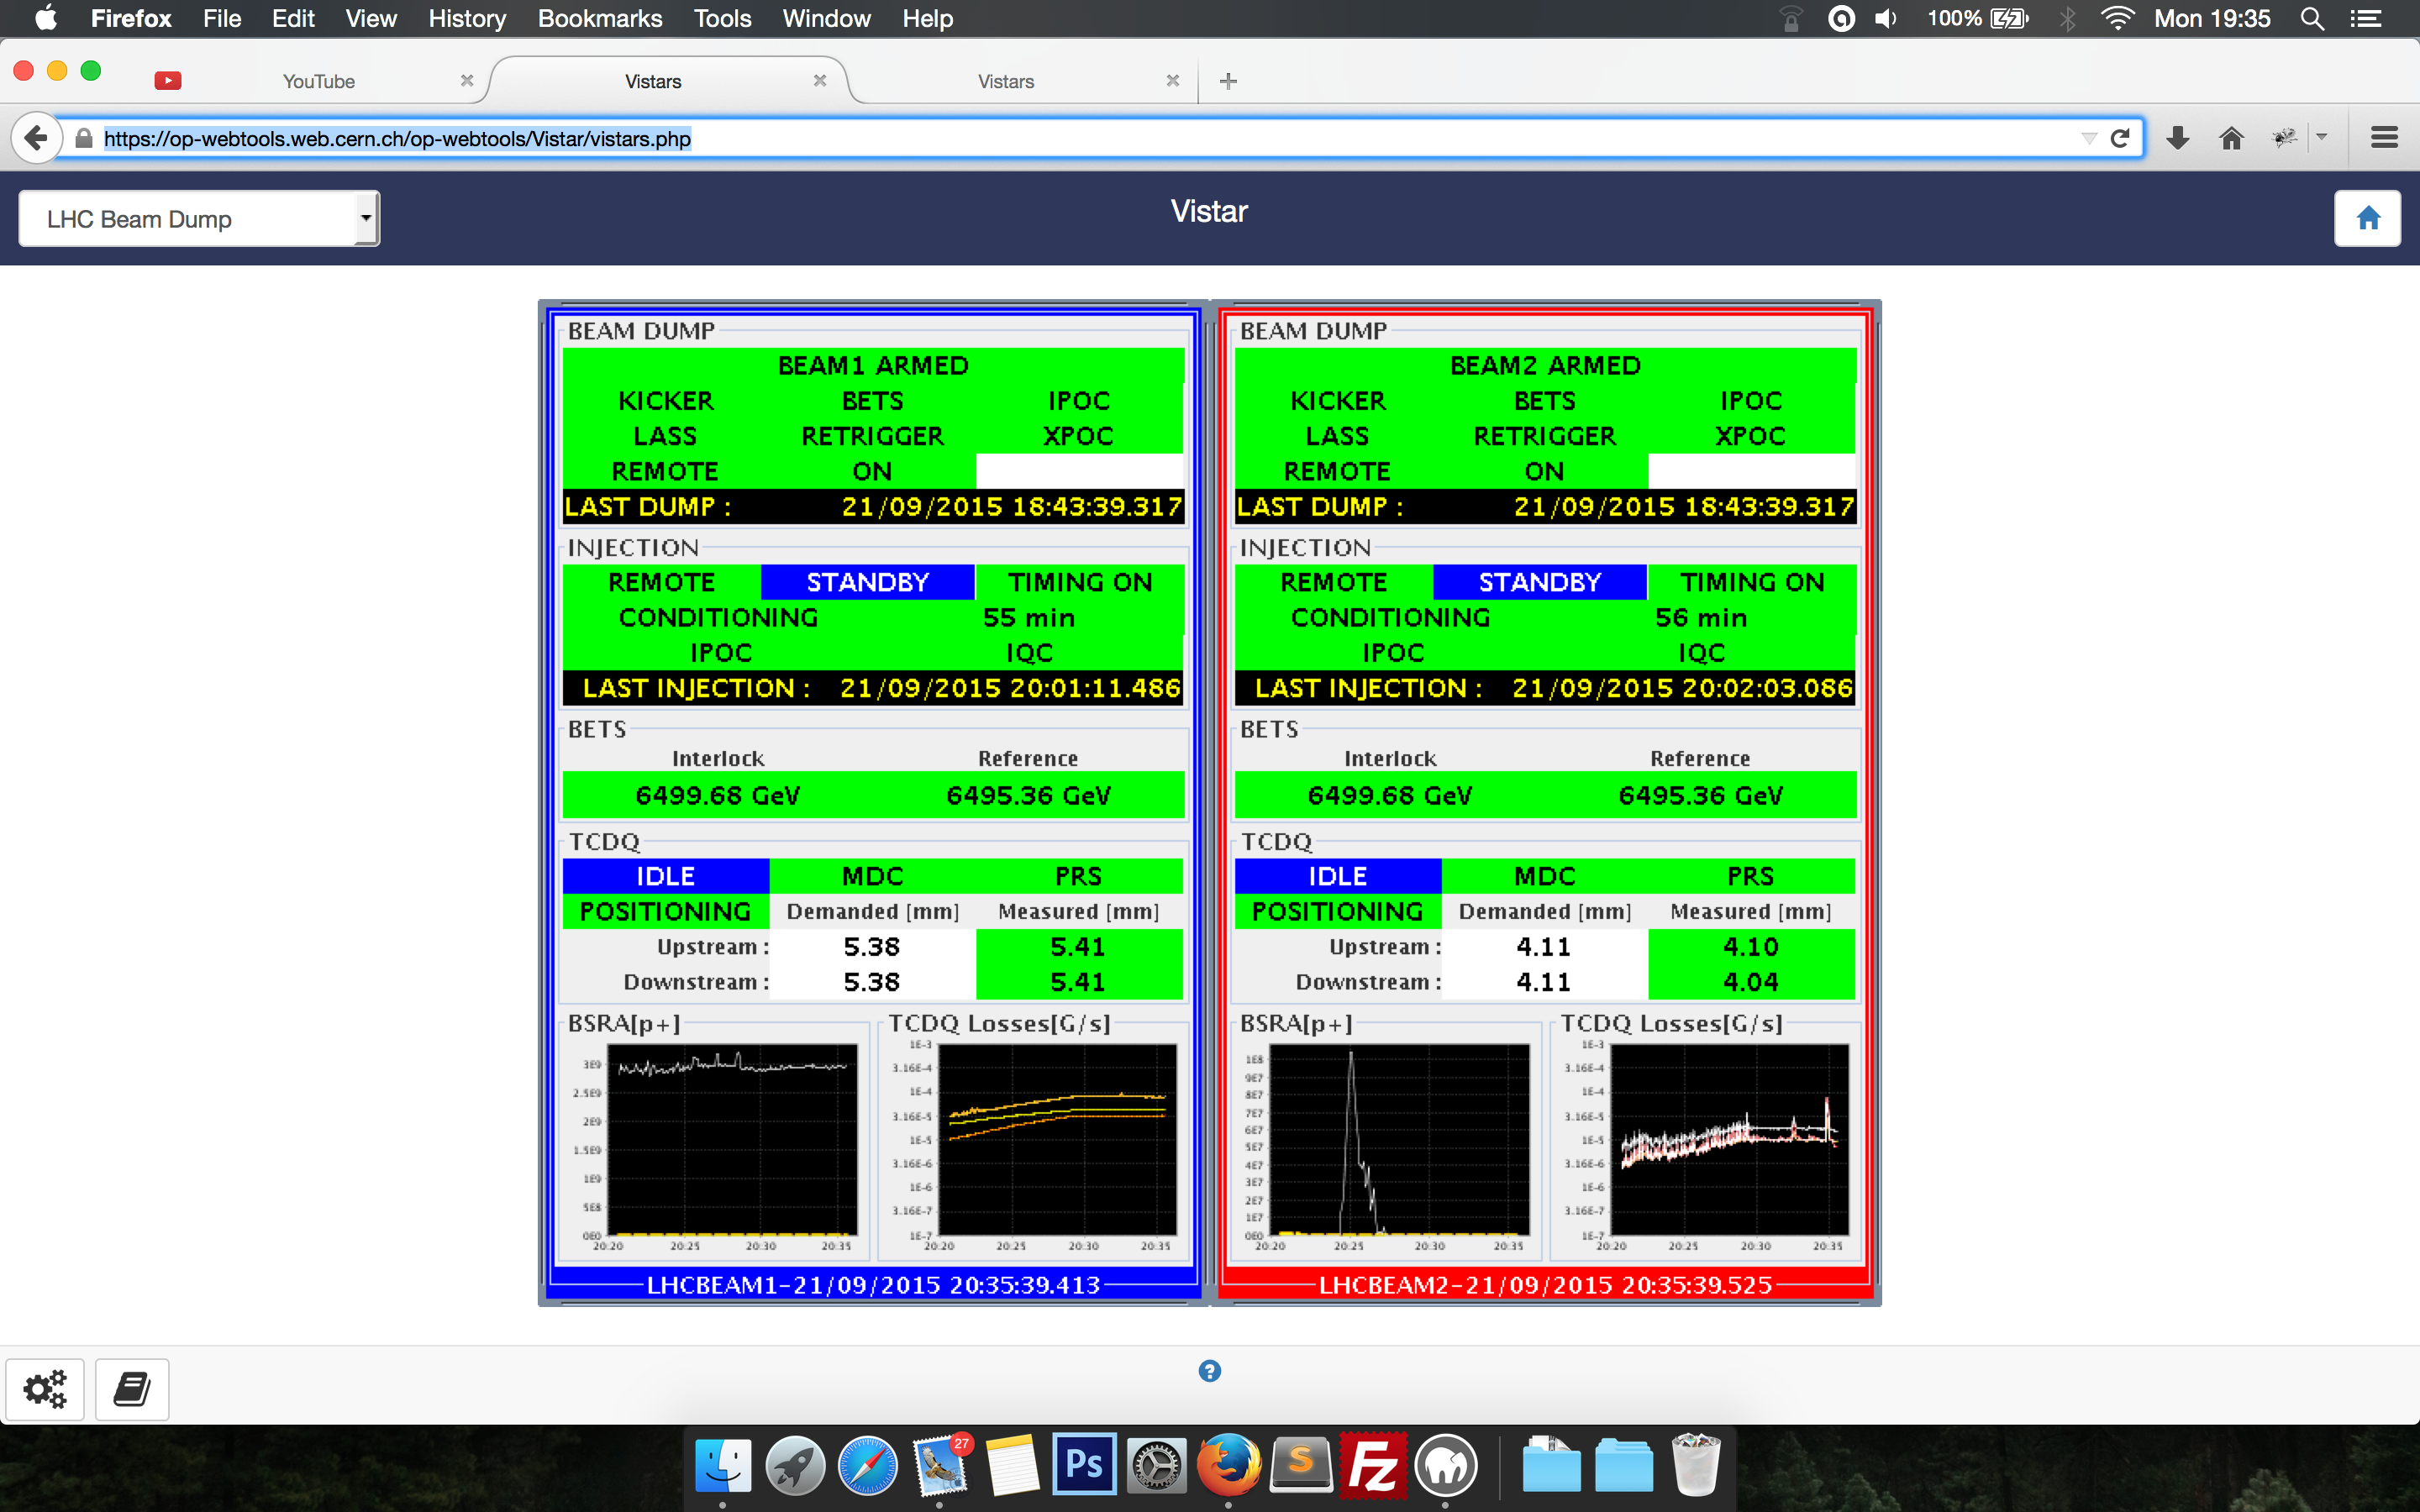 Firefox File Edit View History Bookmarks Tools Window Help 100% Mon 19:35
YouTube Vistars Vistars
https://op-webtools.web.cern.ch/op-webtools/Vistar/vistars.php
LHC Beam Dump Vistar
BEAM DUMP
BEAM1 ARMED
KICKER BETS IPOC
LASS RETRIGGER XPOC
REMOTE ON
LAST DUMP : 21/09/2015 18:43:39.317
INJECTION
REMOTE STANDBY TIMING ON
CONDITIONING 55 min
IPOC IQC
LAST INJECTION : 21/09/2015 20:01:11.486
BETS
Interlock Reference
6499.68 GeV 6495.36 GeV
TCDQ
IDLE MDC PRS
POSITIONING Demanded [mm] Measured [mm]
Upstream : 5.38 5.41
Downstream : 5.38 5.41
BSRA[p+] TCDQ Losses[G/s]
3E9
2.5E9
2E9
1.5E9
1E9
5E8
0E0
20:20 20:25 20:30 20:35
1E-3
3.16E-4
1E-4
3.16E-5
1E-5
3.16E-6
1E-6
3.16E-7
1E-7
20:20 20:25 20:30 20:35
LHCBEAM1-21/09/2015 20:35:39.413
BEAM DUMP
BEAM2 ARMED
KICKER BETS IPOC
LASS RETRIGGER XPOC
REMOTE ON
LAST DUMP : 21/09/2015 18:43:39.317
INJECTION
REMOTE STANDBY TIMING ON
CONDITIONING 56 min
IPOC IQC
LAST INJECTION : 21/09/2015 20:02:03.086
BETS
Interlock Reference
6499.68 GeV 6495.36 GeV
TCDQ
IDLE MDC PRS
POSITIONING Demanded [mm] Measured [mm]
Upstream : 4.11 4.10
Downstream : 4.11 4.04
BSRA[p+] TCDQ Losses[G/s]
1E8
9E7
8E7
7E7
6E7
5E7
4E7
3E7
2E7
1E7
0E0
20:20 20:25 20:30 20:35
1E-3
3.16E-4
1E-4
3.16E-5
1E-5
3.16E-6
1E-6
3.16E-7
1E-7
20:20 20:25 20:30 20:35
LHCBEAM2-21/09/2015 20:35:39.525
?
27
Ps
S
Fz